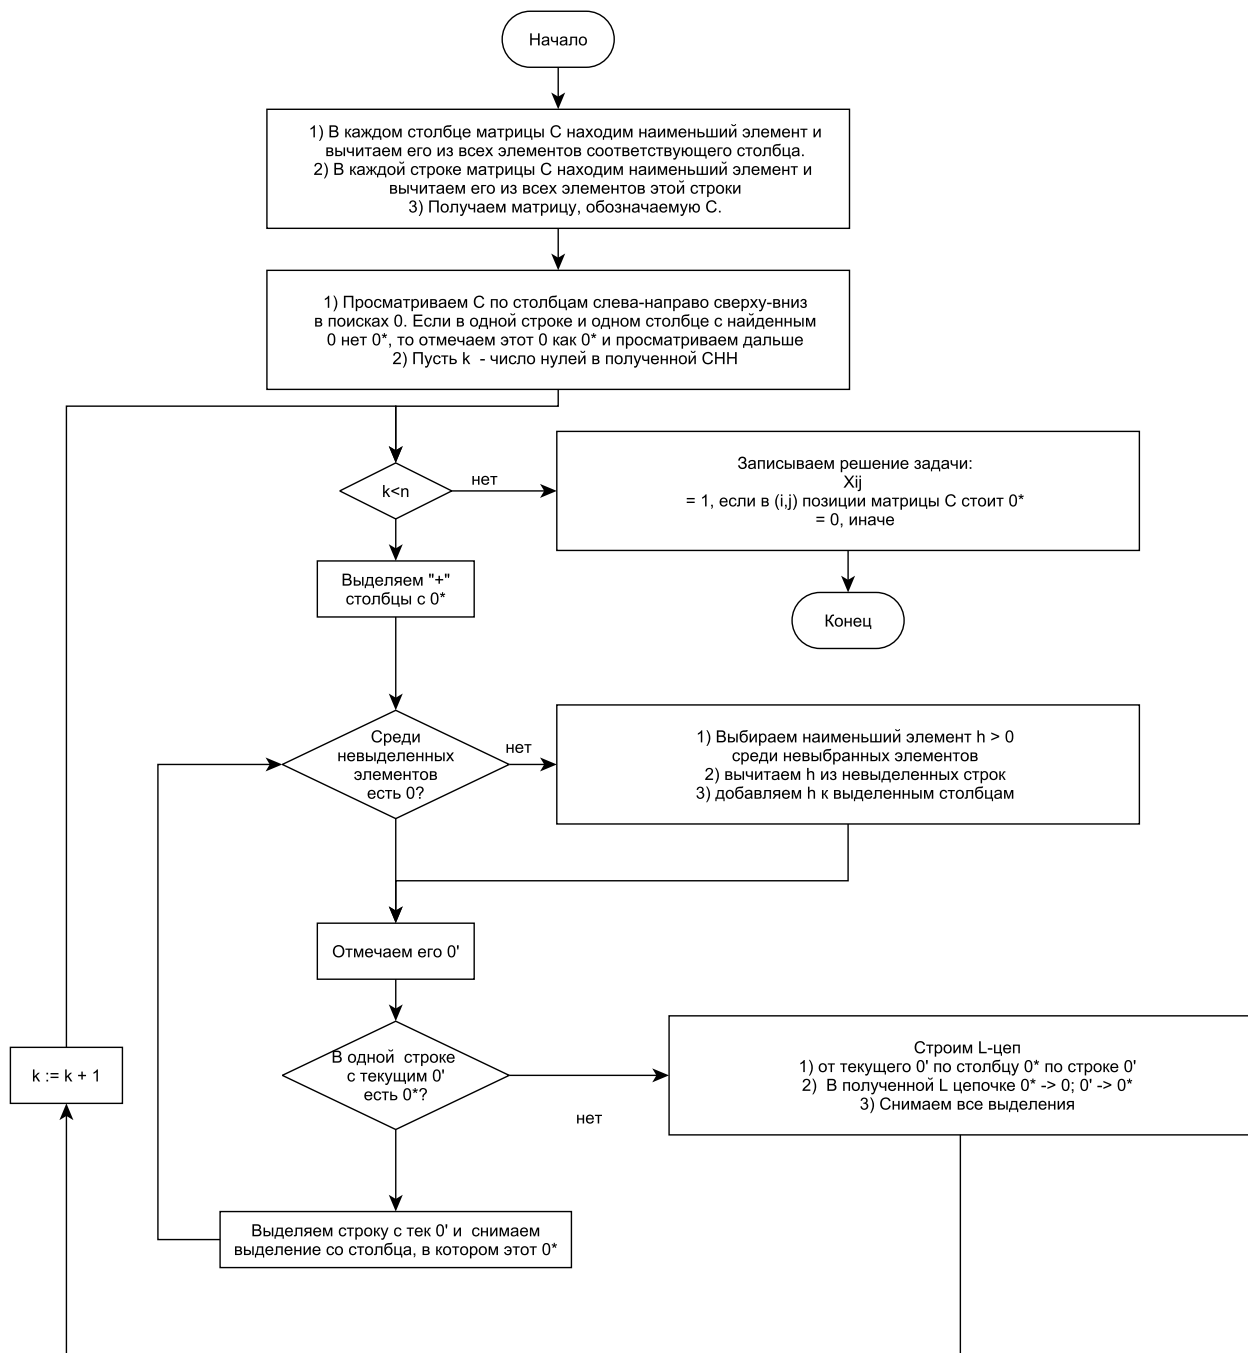 Начало
1) В каждом столбце матрицы С находим наименьший элемент и
вычитаем его из всех элементов соответствующего столбца.
2) В каждой строке матрицы С находим наименьший элемент и
вычитаем его из всех элементов этой строки
3) Получаем матрицу, обозначаемую С.
1) Просматриваем С по столбцам слева-направо сверху-вниз
в поисках 0. Если в одной строке и одном столбце с найденным
0 нет 0*, то отмечаем этот 0 как 0* и просматриваем дальше
2) Пусть k - число нулей в полученной СНН
k<n
нет
Записываем решение задачи:
Xij
= 1, если в (i,j) позиции матрицы С стоит 0*
= 0, иначе
Выделяем "+"
столбцы с 0*
Конец
Среди
невыделенных
элементов
есть 0?
нет
1) Выбираем наименьший элемент h > 0
среди невыбранных элементов
2) вычитаем h из невыделенных строк
3) добавляем h к выделенным столбцам
Отмечаем его 0'
В одной строке
с текущим 0'
есть 0*?
нет
Строим L-цеп
1) от текущего 0' по столбцу 0* по строке 0'
2) В полученной L цепочке 0* -> 0; 0' -> 0*
3) Снимаем все выделения
k := k + 1
Выделяем строку с тек 0' и снимаем
выделение со столбца, в котором этот 0*